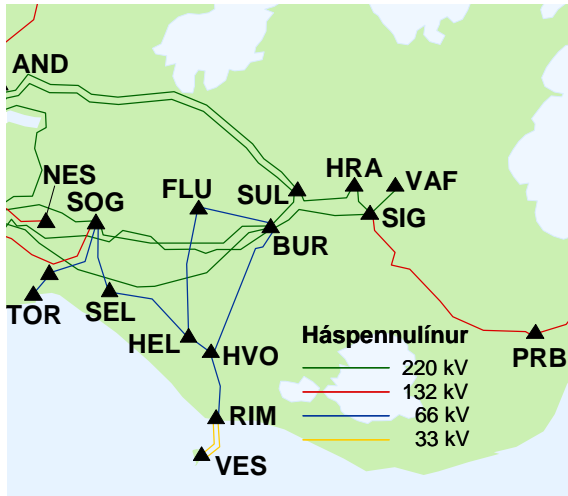 AND
NES
HRA
VAF
FLU
SUL
SOG
SIG
BUR
TOR
SEL
HEL
HVO
Háspennulínur
PRB
220 kV
132 kV
66 kV
33 kV
RIM
VES